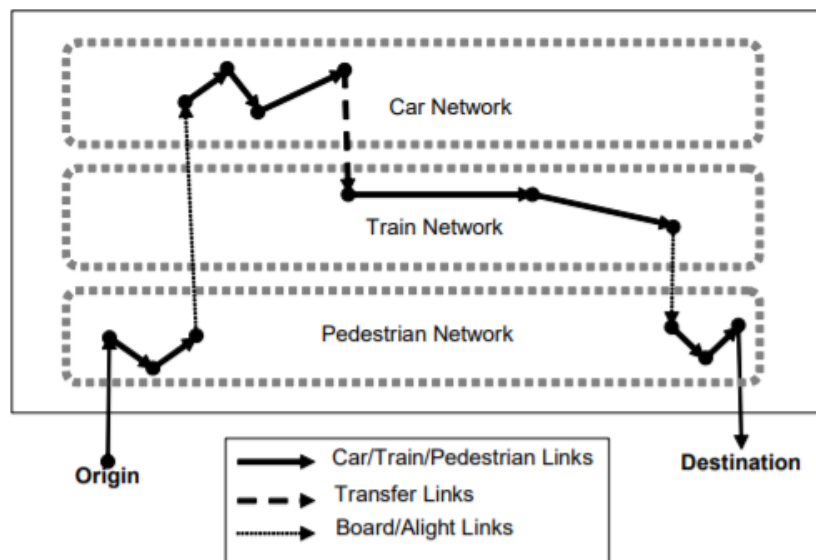 Car Network
Train Network
Pedestrian Network
Origin
Destination
Car/Train/Pedestrian Links
Transfer Links
Board/Alight Links